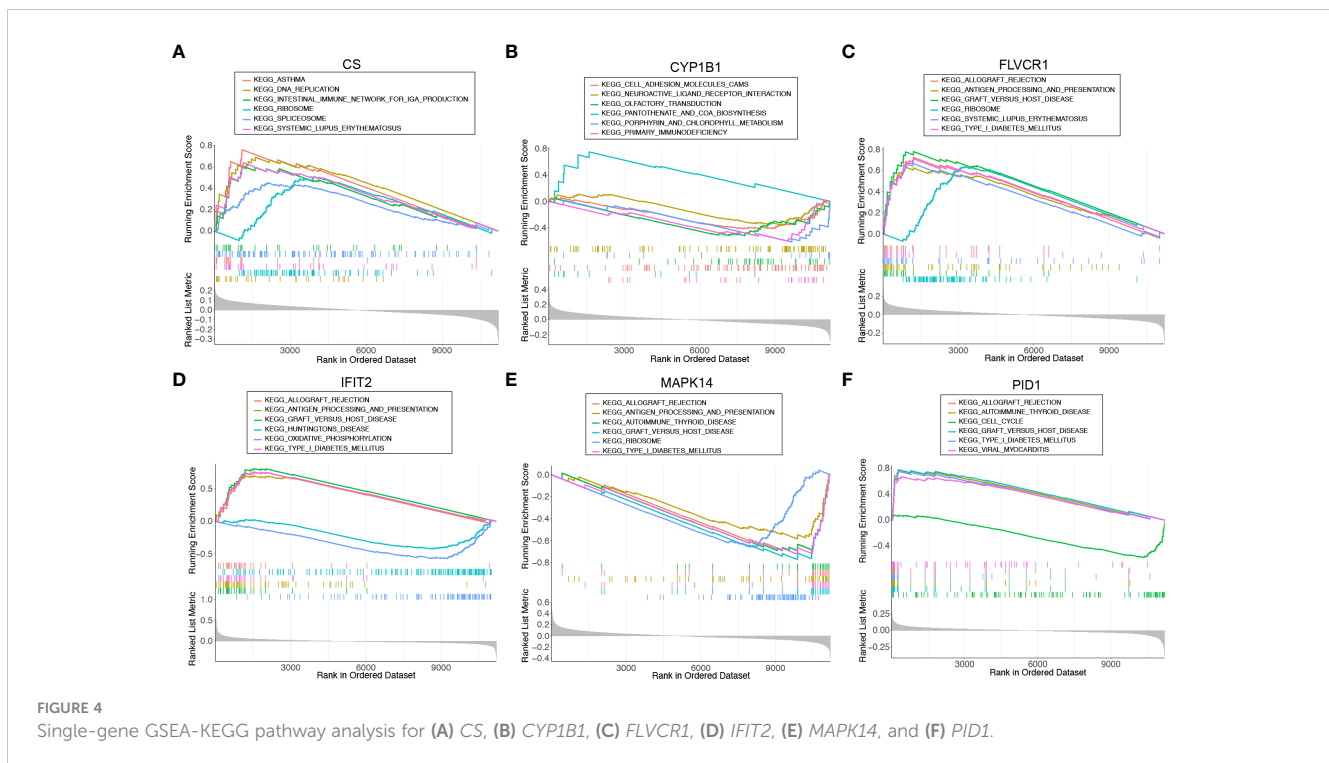 A
CS
KEGG_ASTHMA
KEGG_DNA_REPLICATION
KEGG_INTESTINAL_IMMUNE_NETWORK_FOR_IGA_PRODUCTION
KEGG_RIBOSOME
KEGG_SPLICEOSOME
KEGG_SYSTEMIC_LUPUS_ERYTHEMATOSUS
Running Enrichment Score
0.8
0.6
0.4
0.2
0.0
Ranked List Metric
0.2
0.1
0.0
−0.1
−0.2
−0.3
3000 6000 9000
Rank in Ordered Dataset
B
CYP1B1
KEGG_CELL_ADHESION_MOLECULES_CAMS
KEGG_NEUROACTIVE_LIGAND_RECEPTOR_INTERACTION
KEGG_OLFACTORY_TRANSDUCTION
KEGG_PANTOTHENATE_AND_COA_BIOSYNTHESIS
KEGG_PORPHYRIN_AND_CHLOROPHYLL_METABOLISM
KEGG_PRIMARY_IMMUNODEFICIENCY
Running Enrichment Score
0.8
0.4
0.0
−0.4
Ranked List Metric
0.4
0.2
0.0
−0.2
3000 6000 9000
Rank in Ordered Dataset
C
FLVCR1
KEGG_ALLOGRAFT_REJECTION
KEGG_ANTIGEN_PROCESSING_AND_PRESENTATION
KEGG_GRAFT_VERSUS_HOST_DISEASE
KEGG_RIBOSOME
KEGG_SYSTEMIC_LUPUS_ERYTHEMATOSUS
KEGG_TYPE_I_DIABETES_MELLITUS
Running Enrichment Score
0.8
0.6
0.4
0.2
0.0
Ranked List Metric
0.2
0.0
−0.2
3000 6000 9000
Rank in Ordered Dataset
D
IFIT2
KEGG_ALLOGRAFT_REJECTION
KEGG_ANTIGEN_PROCESSING_AND_PRESENTATION
KEGG_GRAFT_VERSUS_HOST_DISEASE
KEGG_HUNTINGTONS_DISEASE
KEGG_OXIDATIVE_PHOSPHORYLATION
KEGG_TYPE_I_DIABETES_MELLITUS
Running Enrichment Score
0.5
0.0
−0.5
Ranked List Metric
1.0
0.5
0.0
3000 6000 9000
Rank in Ordered Dataset
E
MAPK14
KEGG_ALLOGRAFT_REJECTION
KEGG_ANTIGEN_PROCESSING_AND_PRESENTATION
KEGG_AUTOIMMUNE_THYROID_DISEASE
KEGG_GRAFT_VERSUS_HOST_DISEASE
KEGG_RIBOSOME
KEGG_TYPE_I_DIABETES_MELLITUS
Running Enrichment Score
0.0
−0.2
−0.4
−0.6
−0.8
Ranked List Metric
0.6
0.4
0.2
0.0
−0.2
−0.4
3000 6000 9000
Rank in Ordered Dataset
F
PID1
KEGG_ALLOGRAFT_REJECTION
KEGG_AUTOIMMUNE_THYROID_DISEASE
KEGG_CELL_CYCLE
KEGG_GRAFT_VERSUS_HOST_DISEASE
KEGG_TYPE_I_DIABETES_MELLITUS
KEGG_VIRAL_MYOCARDITIS
Running Enrichment Score
0.8
0.4
0.0
−0.4
Ranked List Metric
0.25
0.00
−0.25
3000 6000 9000
Rank in Ordered Dataset
FIGURE 4
Single-gene GSEA-KEGG pathway analysis for (A) CS, (B) CYP1B1, (C) FLVCR1, (D) IFIT2, (E) MAPK14, and (F) PID1.